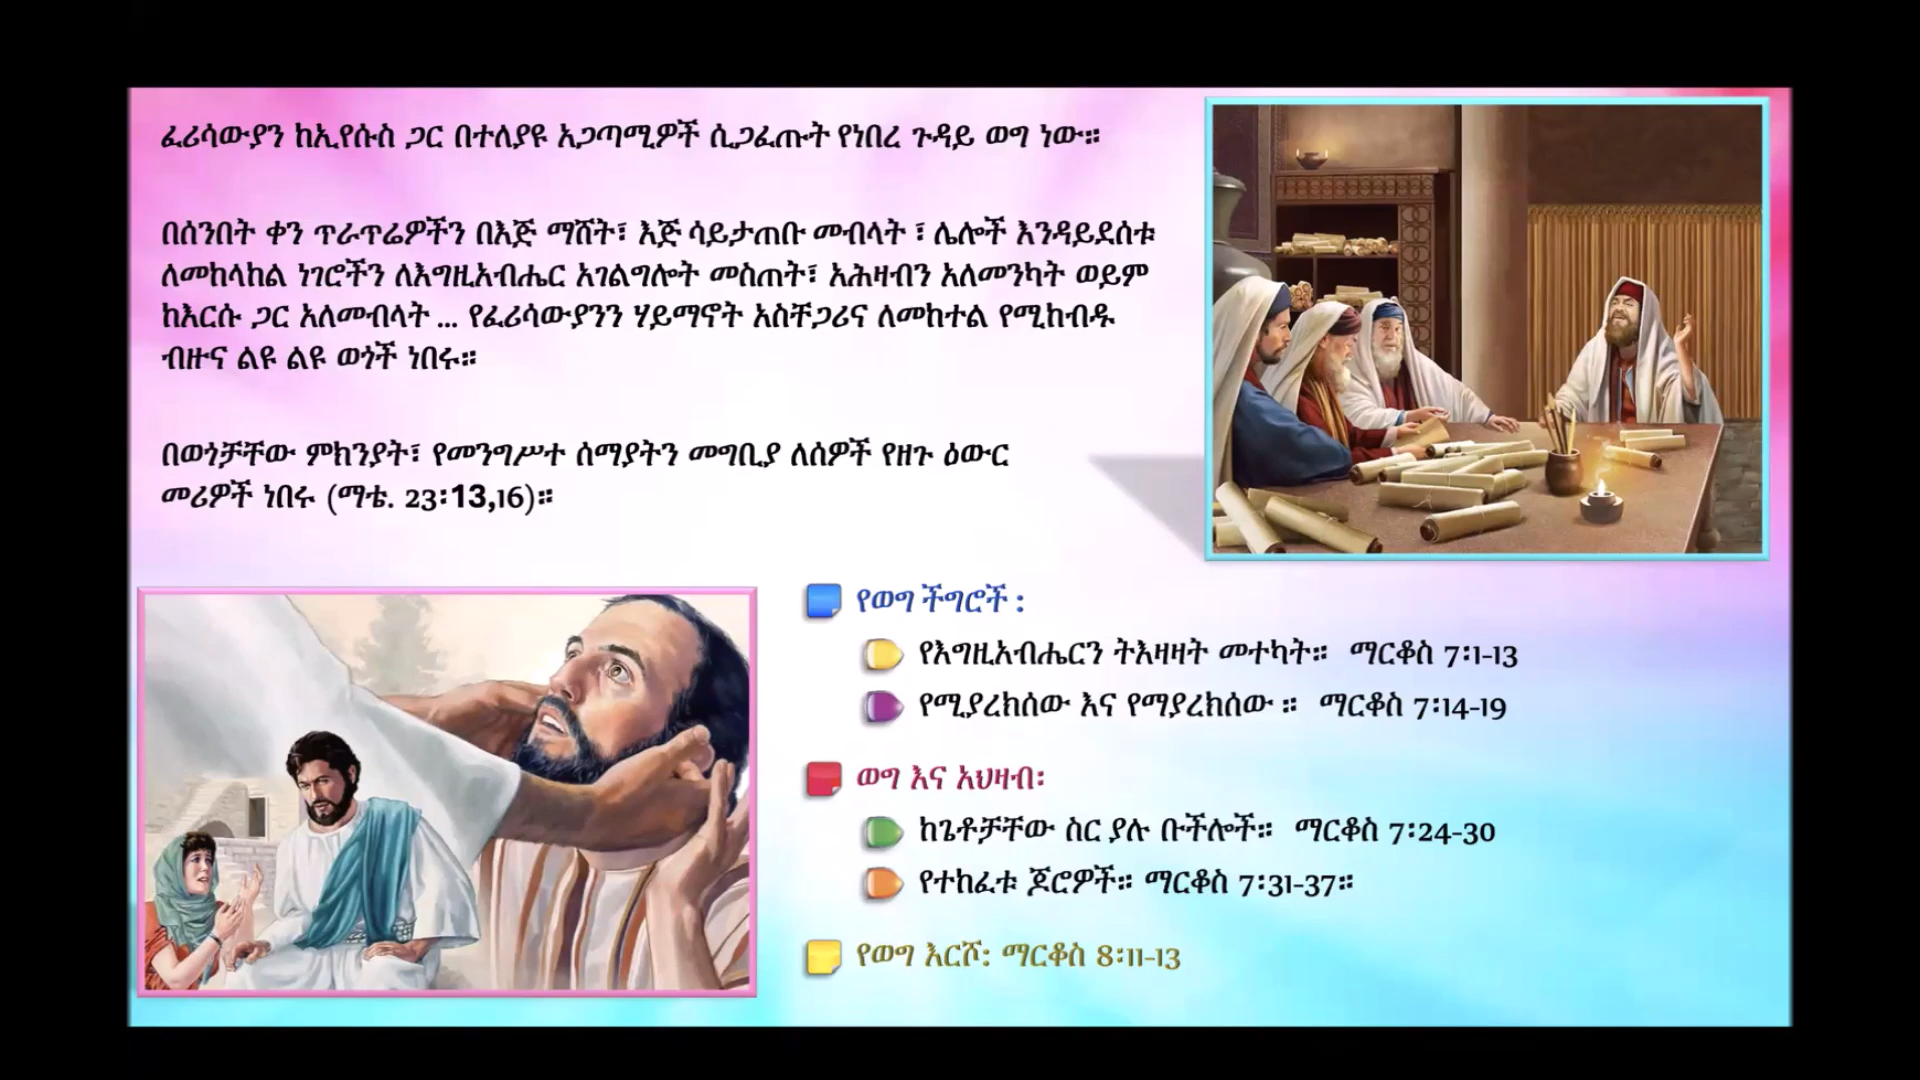 ፈሪሳውያን ከኢየሱስ ጋር በተለያዩ አጋጣሚዎች ሲጋፈጡት የነበረ ጉዳይ ወግ ነው።
በሰንበት ቀን ጥራጥሬዎችን በእጅ ማሸት፣ እጅ ሳይታጠቡ መብላት ፣ ሌሎች እንዳይደሰቱ
ለመከላከል ነገሮችን ለእግዚአብሔር አገልግሎት መስጠት፣ አሕዛብን አለመንካት ወይም
ከእርሱ ጋር አለመብላት ... የፈሪሳውያንን ሃይማኖት አስቸጋሪና ለመከተል የሚከብዱ
ብዙና ልዩ ልዩ ወጎች ነበሩ።
በወጎቻቸው ምክንያት፣ የመንግሥተ ሰማያትን መግቢያ ለሰዎች የዘጉ ዕውር
መሪዎች ነበሩ (ማቴ. 23፡13,16)።
የወግ ችግሮች :
የእግዚአብሔርን ትእዛዛት መተካት። ማርቆስ 7፡1-13
የሚያረክሰው እና የማያረክሰው ። ማርቆስ 7፡14-19
ወግ እና አህዛብ፡
ከጌቶቻቸው ስር ያሉ ቡችሎች። ማርቆስ 7፡24-30
የተከፈቱ ጆሮዎች። ማርቆስ 7፡31-37።
የወግ እርሾ: ማርቆስ 8፡11-13